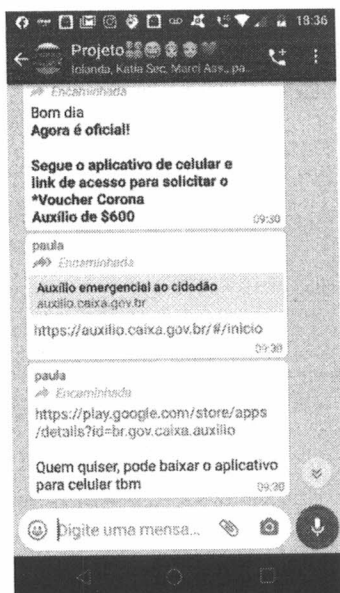 18:36
Projeto
Iolanda, Katia Sec, Marci Ass., pa...
Encaminhada
Bom dia
Agora é oficial!
Segue o aplicativo de celular e
link de acesso para solicitar o
*Voucher Corona
Auxílio de $600
09:30
paula
Encaminhada
Auxílio emergencial ao cidadão
auxilio.caixa.gov.br
https://auxilio.caixa.gov.br/#/inicio
09:30
paula
Encaminhada
https://play.google.com/store/apps
/details?id=br.gov.caixa.auxilio
Quem quiser, pode baixar o aplicativo
para celular tbm
09:30
Digite uma mensa...